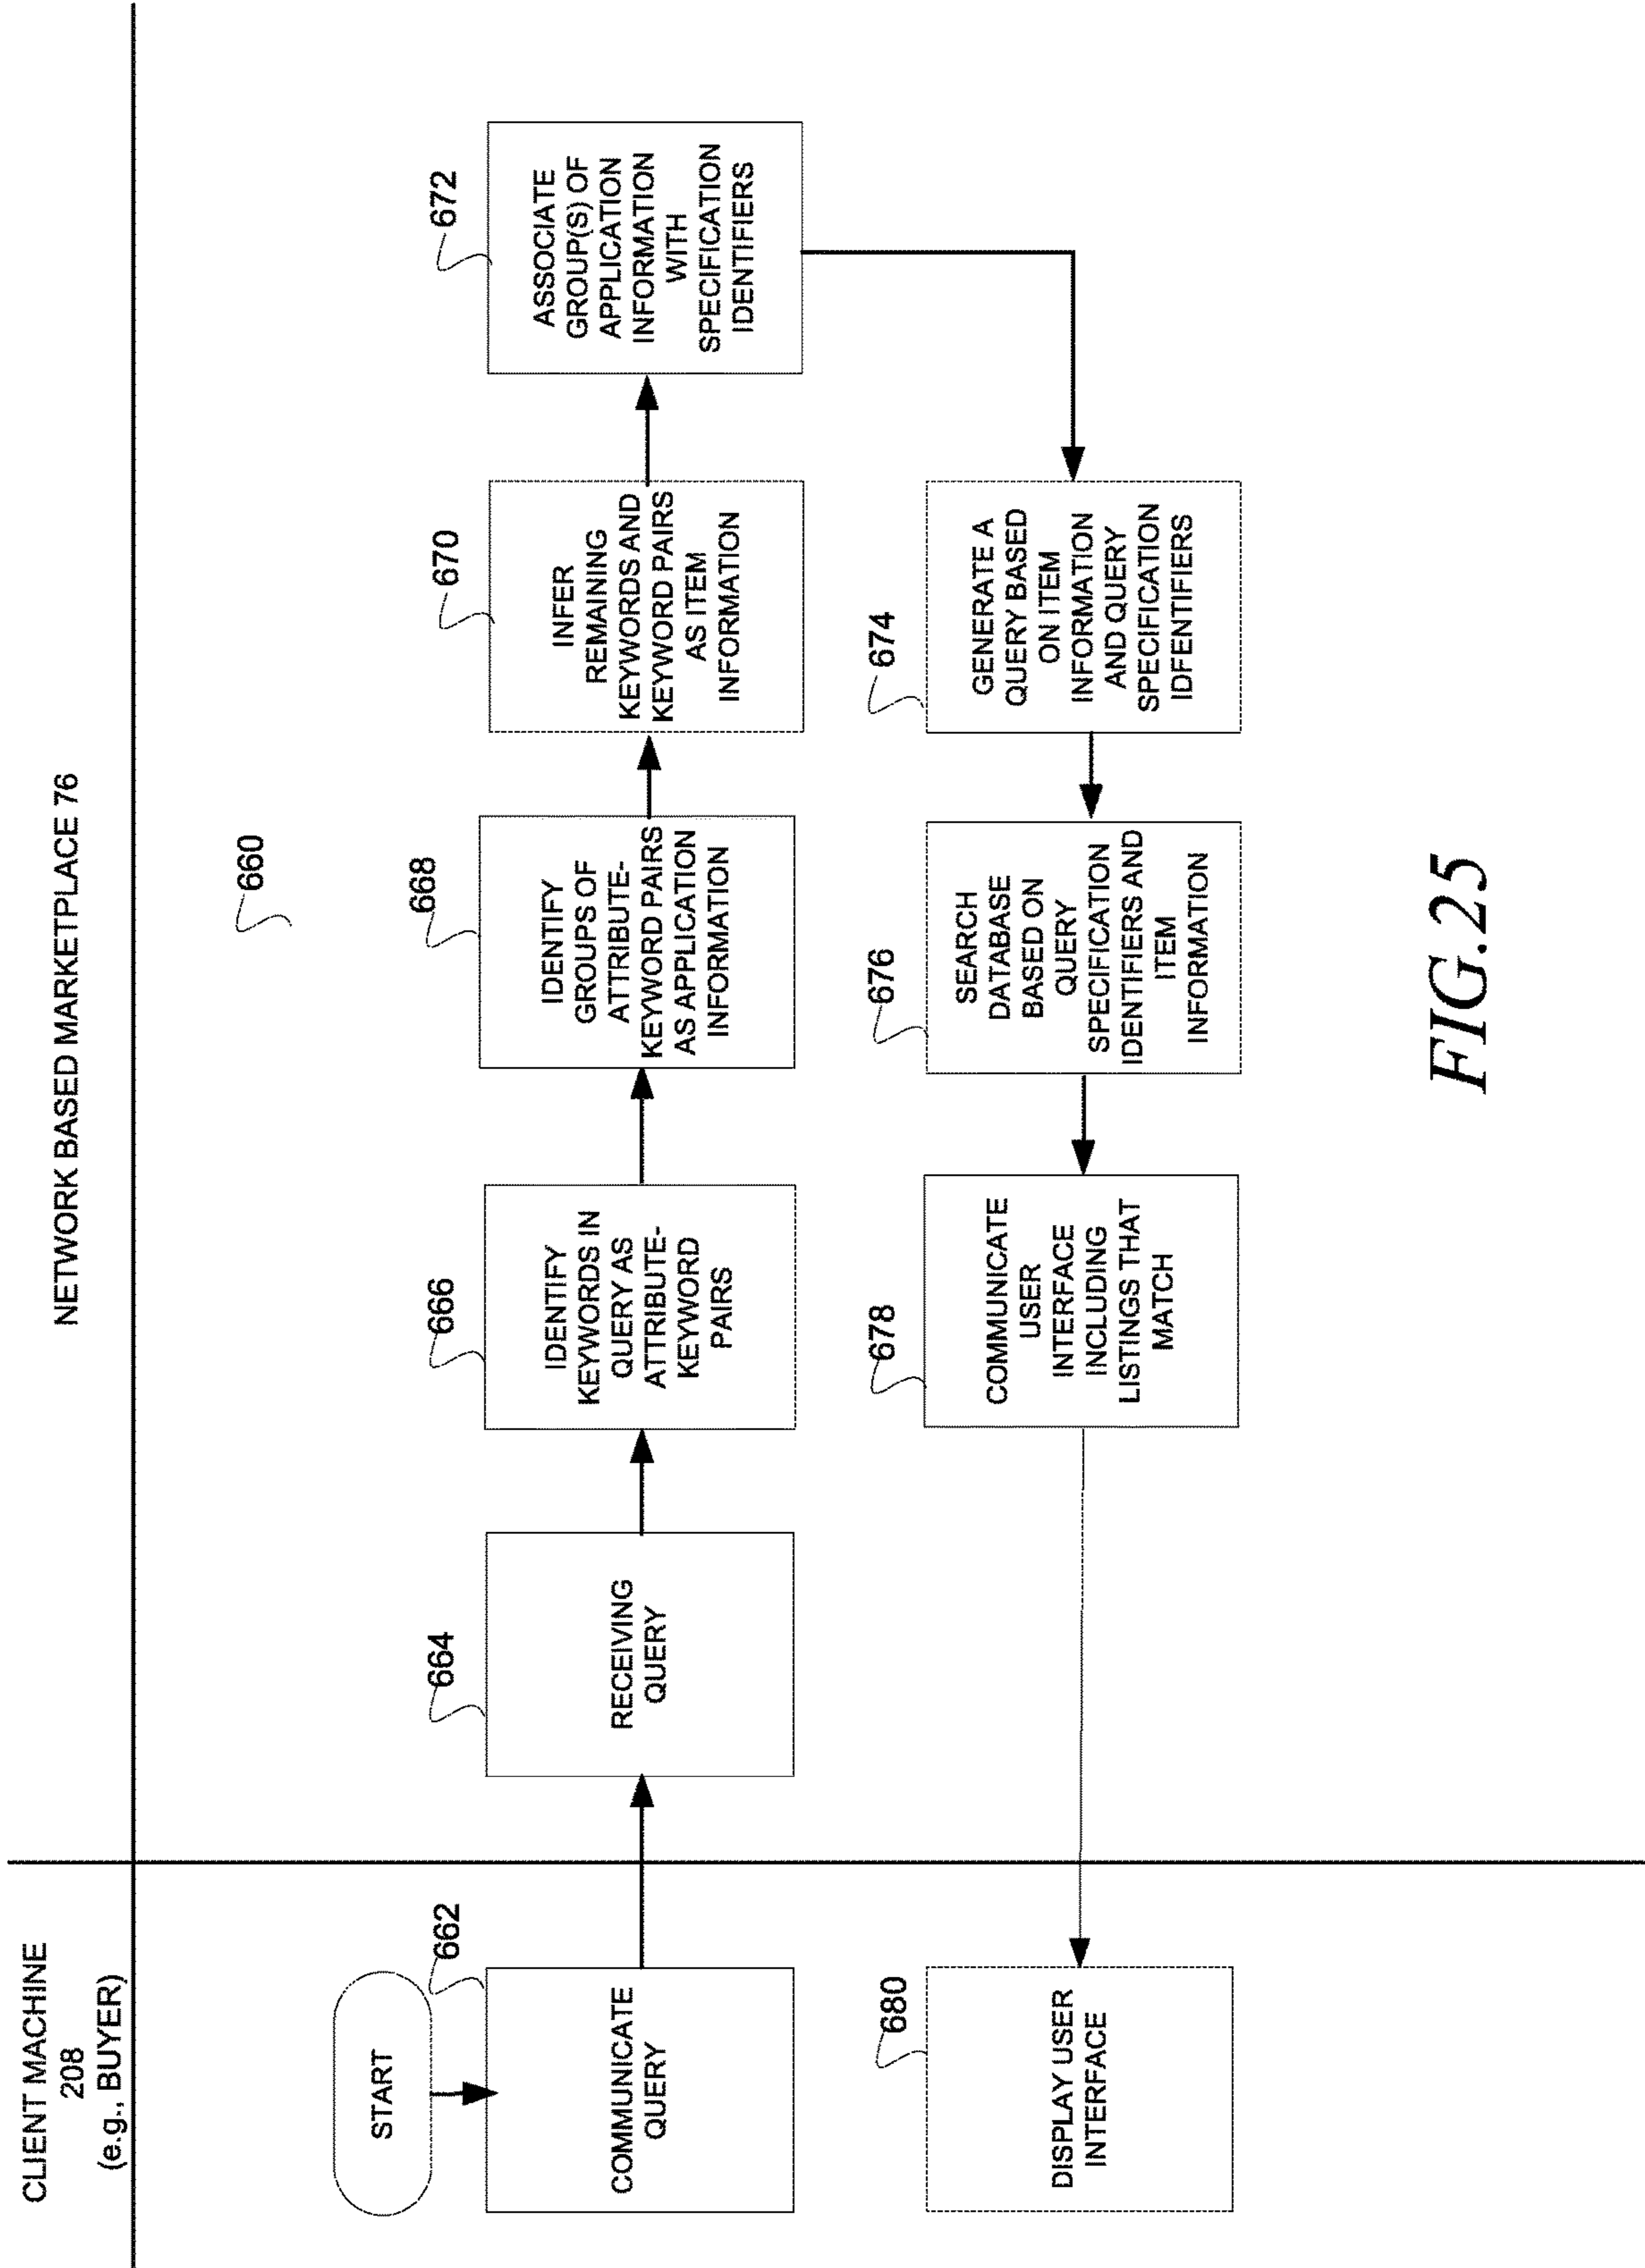 CLIENT MACHINE
208
(e.g., BUYER)
NETWORK BASED MARKETPLACE 76
660
START
662
COMMUNICATE
QUERY
664
RECEIVING
QUERY
666
IDENTIFY
KEYWORDS IN
QUERY AS
ATTRIBUTE-
KEYWORD
PAIRS
668
IDENTIFY
GROUPS OF
ATTRIBUTE-
KEYWORD PAIRS
AS APPLICATION
INFORMATION
670
INFER
REMAINING
KEYWORDS AND
KEYWORD PAIRS
AS ITEM
INFORMATION
672
ASSOCIATE
GROUP(S) OF
APPLICATION
INFORMATION
WITH
SPECIFICATION
IDENTIFIERS
674
GENERATE A
QUERY BASED
ON ITEM
INFORMATION
AND QUERY
SPECIFICATION
IDFENTIFIERS
676
SEARCH
DATABASE
BASED ON
QUERY
SPECIFICATION
IDENTIFIERS AND
ITEM
INFORMATION
678
COMMUNICATE
USER
INTERFACE
INCLUDING
LISTINGS THAT
MATCH
680
DISPLAY USER
INTERFACE
FIG.25